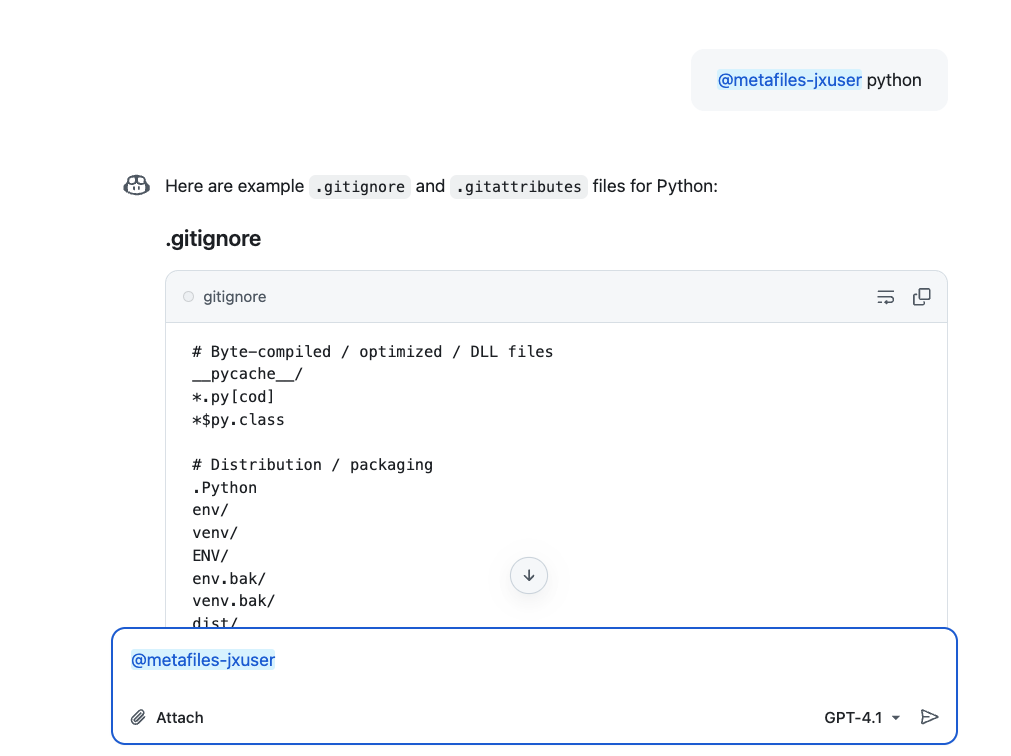 @metafiles-jxuser python
Here are example .gitignore and .gitattributes files for Python:
.gitignore
gitignore
# Byte-compiled / optimized / DLL files
__pycache__/
*.py[cod]
*$py.class
# Distribution / packaging
.Python
env/
venv/
ENV/
env.bak/
venv.bak/
dist/
@metafiles-jxuser
Attach
GPT-4.1